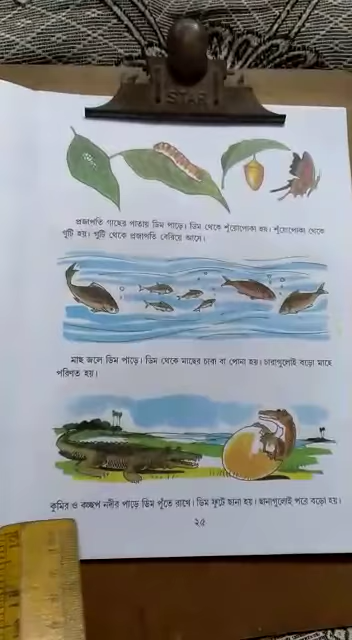 STAR
প্রজাপতি গাছের পাতায় ডিম পাড়ে। ডিম থেকে শুঁয়োপোকা হয়। শুঁয়োপোকা থেকে
গুটি হয়। গুটি থেকে প্রজাপতি বেরিয়ে আসে।
মাছ জলে ডিম পাড়ে। ডিম থেকে মাছের চারা বা পোনা হয়। চারাগুলোই বড়ো মাছে
পরিণত হয়।
কুমির ও কচ্ছপ নদীর পাড়ে ডিম পুঁতে রাখে। ডিম ফুটে ছানা হয়। ছানাগুলোই পরে বড়ো হয়।
২৫